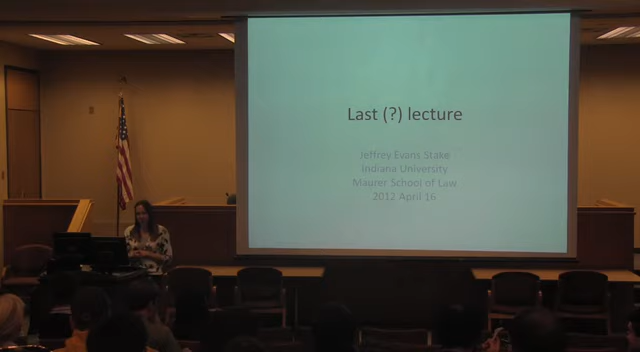 Last (?) lecture
Jeffrey Evans Stake
Indiana University
Maurer School of Law
2012 April 16